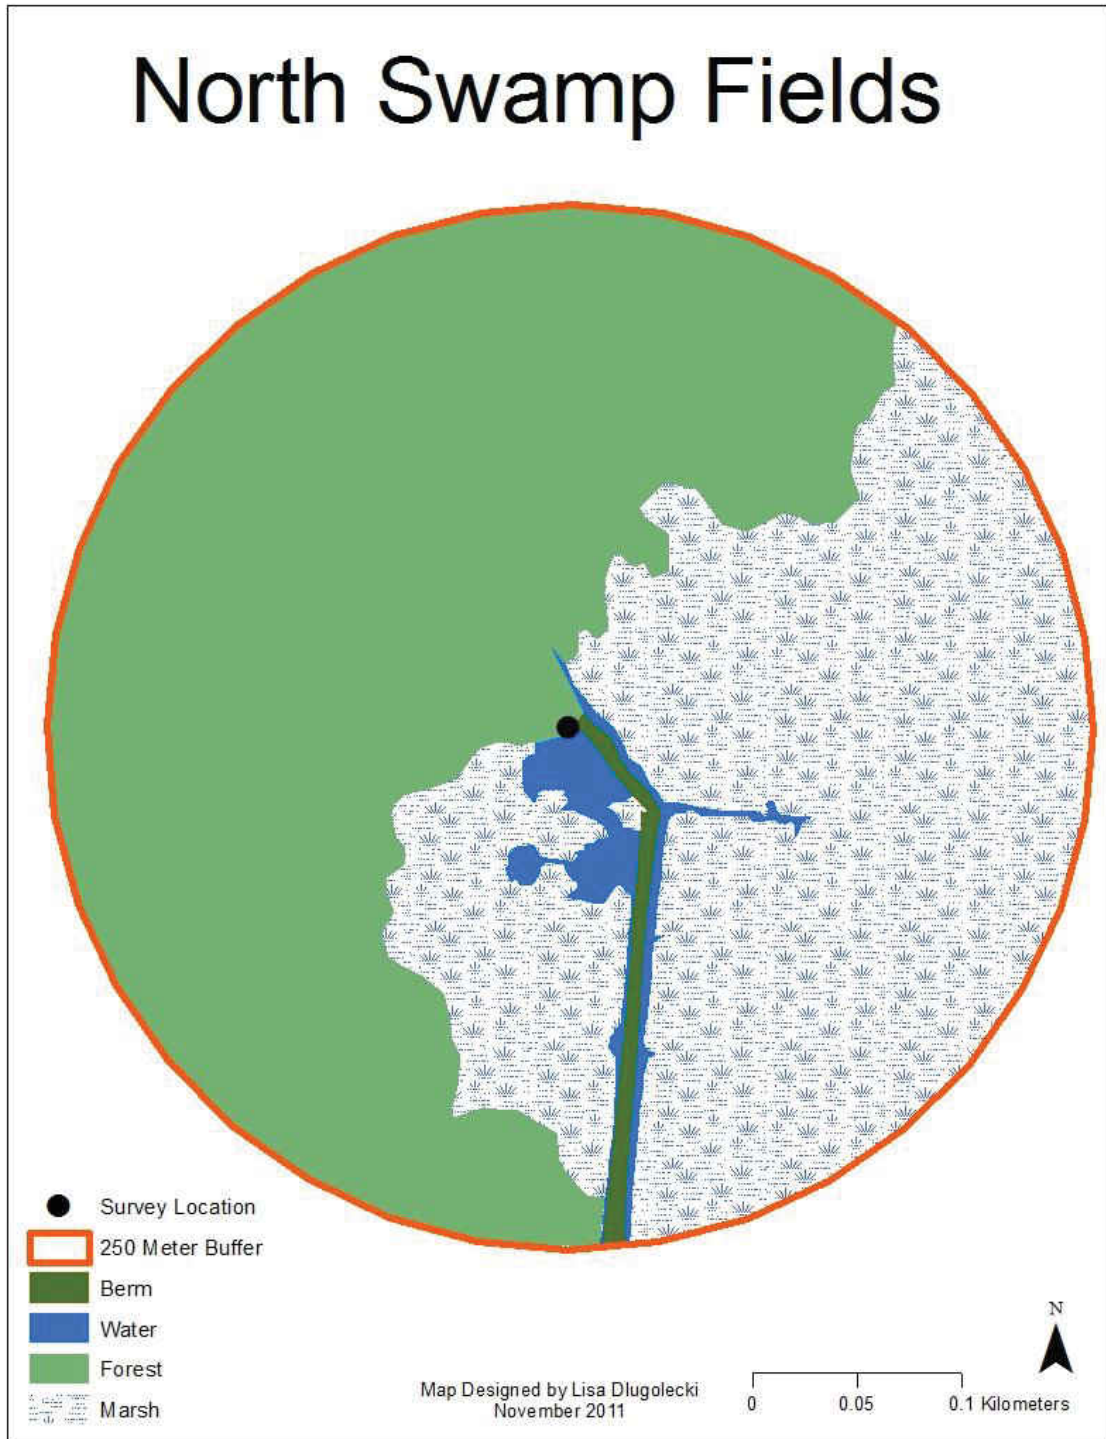 North Swamp Fields
Survey Location
250 Meter Buffer
Berm
Water
Forest
Marsh
Map Designed by Lisa Dlugolecki
November 2011
N
0 0.05 0.1 Kilometers